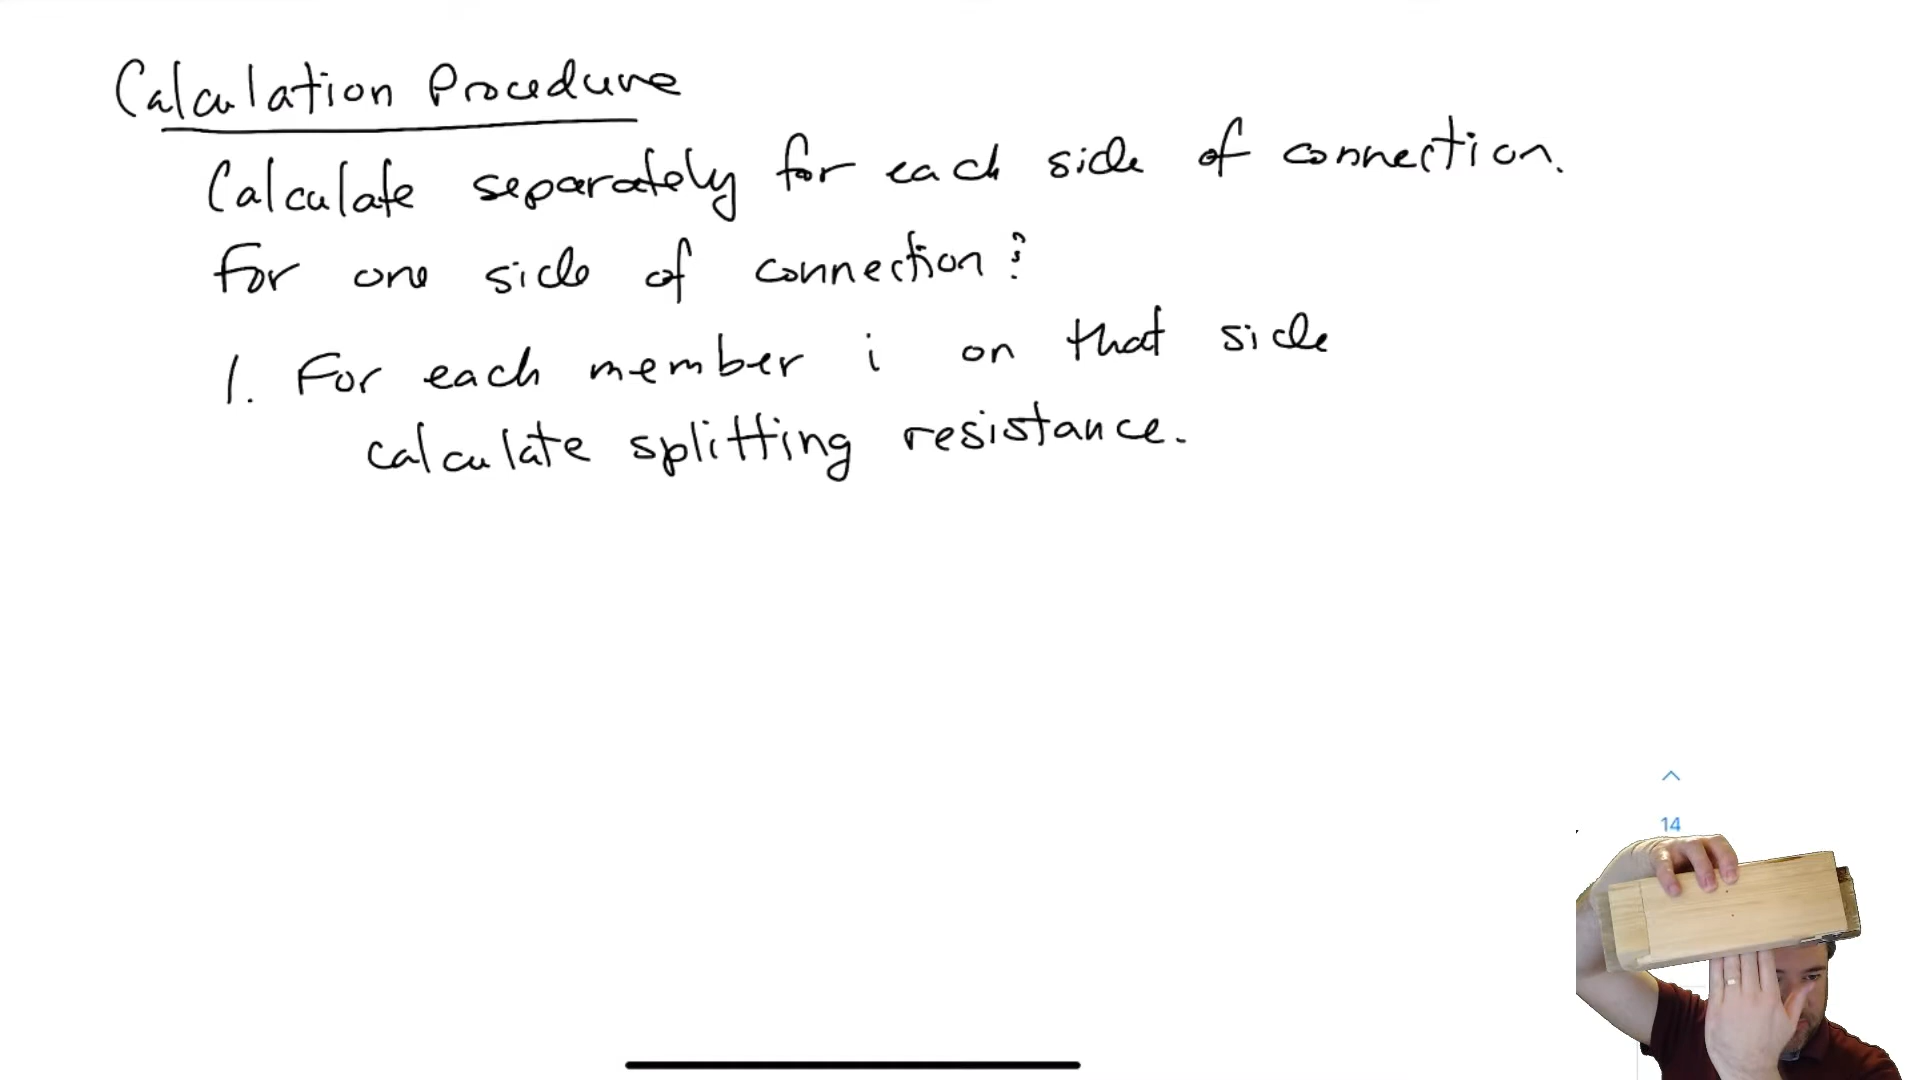 Calculation Procedure
Calculate separately for each side of connection.
For one side of connection:
1. For each member i on that side
calculate splitting resistance.
14